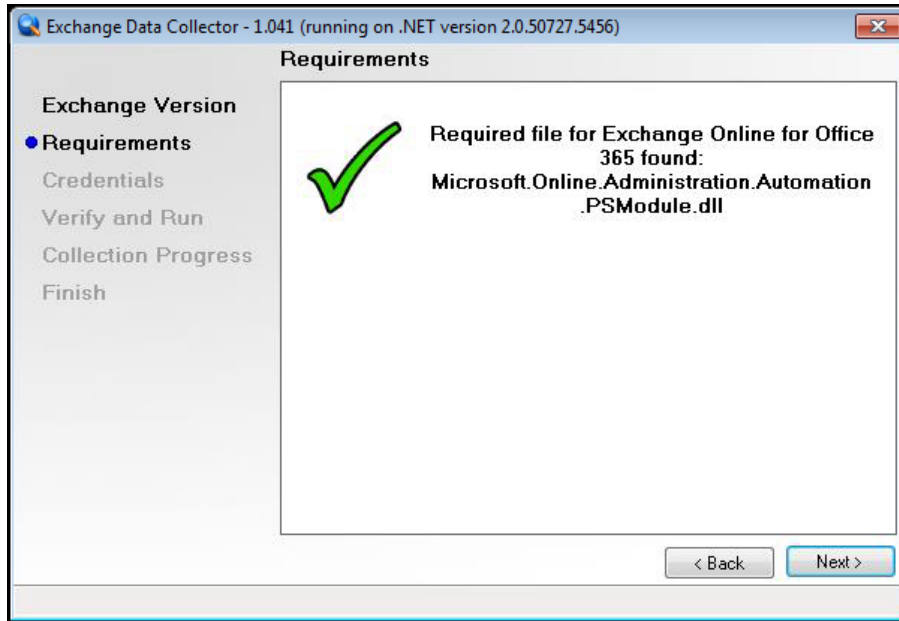 Exchange Data Collector - 1.041 (running on .NET version 2.0.50727.5456)
Requirements
Exchange Version
Requirements
Credentials
Verify and Run
Collection Progress
Finish
Required file for Exchange Online for Office
365 found:
Microsoft.Online.Administration.Automation
.PSModule.dll
< Back
Next >